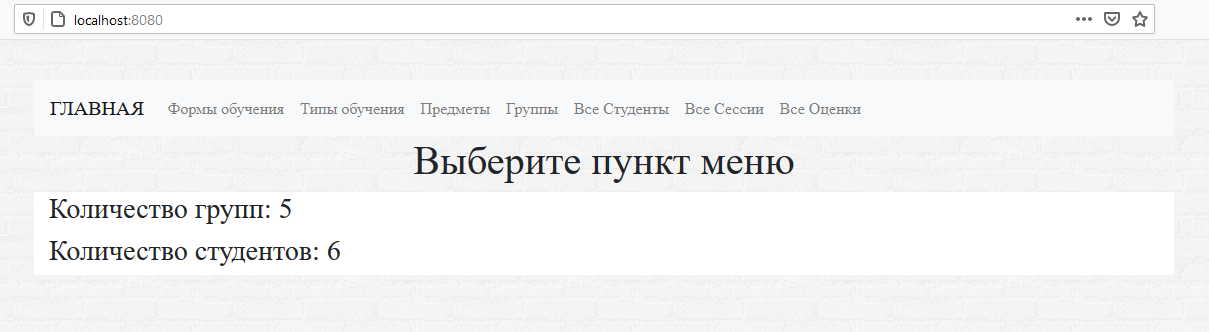 localhost:8080
ГЛАВНАЯ Формы обучения Типы обучения Предметы Группы Все Студенты Все Сессии Все Оценки
Выберите пункт меню
Количество групп: 5
Количество студентов: 6